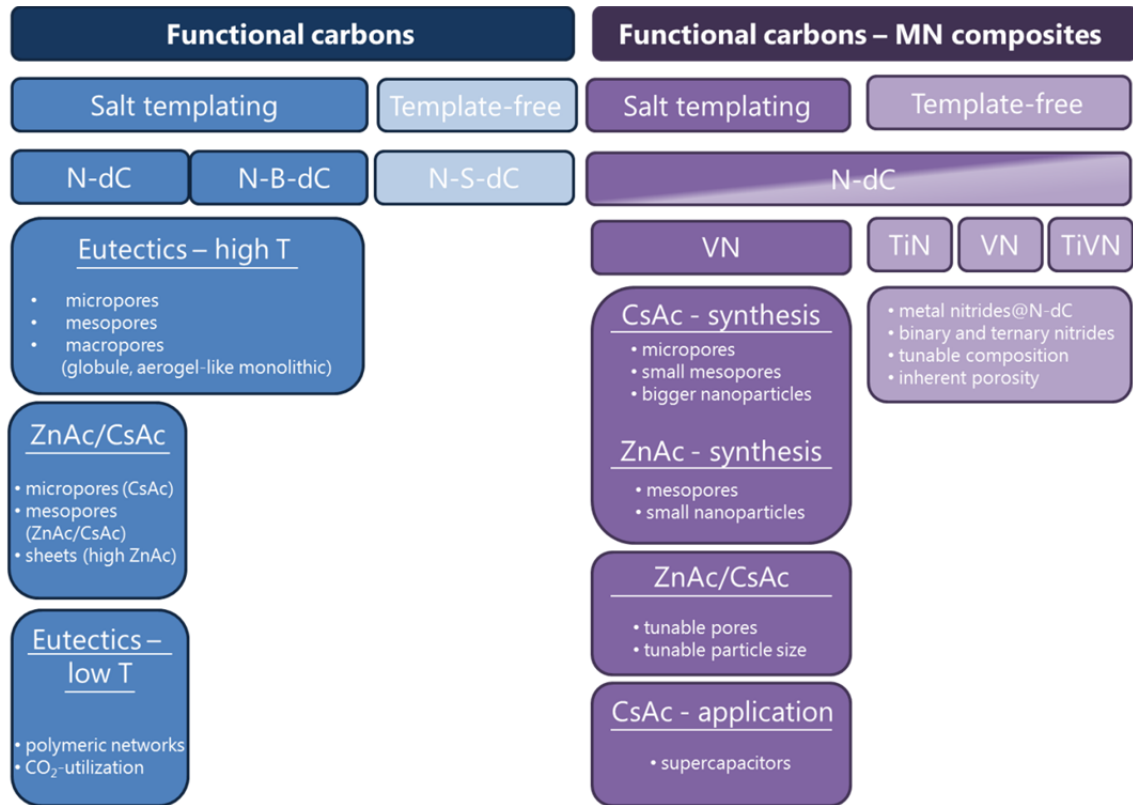 Functional carbons
Functional carbons – MN composites
Salt templating
Template-free
Salt templating
Template-free
N-dC
N-B-dC
N-S-dC
N-dC
Eutectics – high T
• micropores
• mesopores
• macropores
(globule, aerogel-like monolithic)
ZnAc/CsAc
• micropores (CsAc)
• mesopores
(ZnAc/CsAc)
• sheets (high ZnAc)
Eutectics –
low T
• polymeric networks
• CO₂-utilization
VN
TiN
VN
TiVN
CsAc - synthesis
• micropores
• small mesopores
• bigger nanoparticles
ZnAc - synthesis
• mesopores
• small nanoparticles
• metal nitrides@N-dC
• binary and ternary nitrides
• tunable composition
• inherent porosity
ZnAc/CsAc
• tunable pores
• tunable particle size
CsAc - application
• supercapacitors